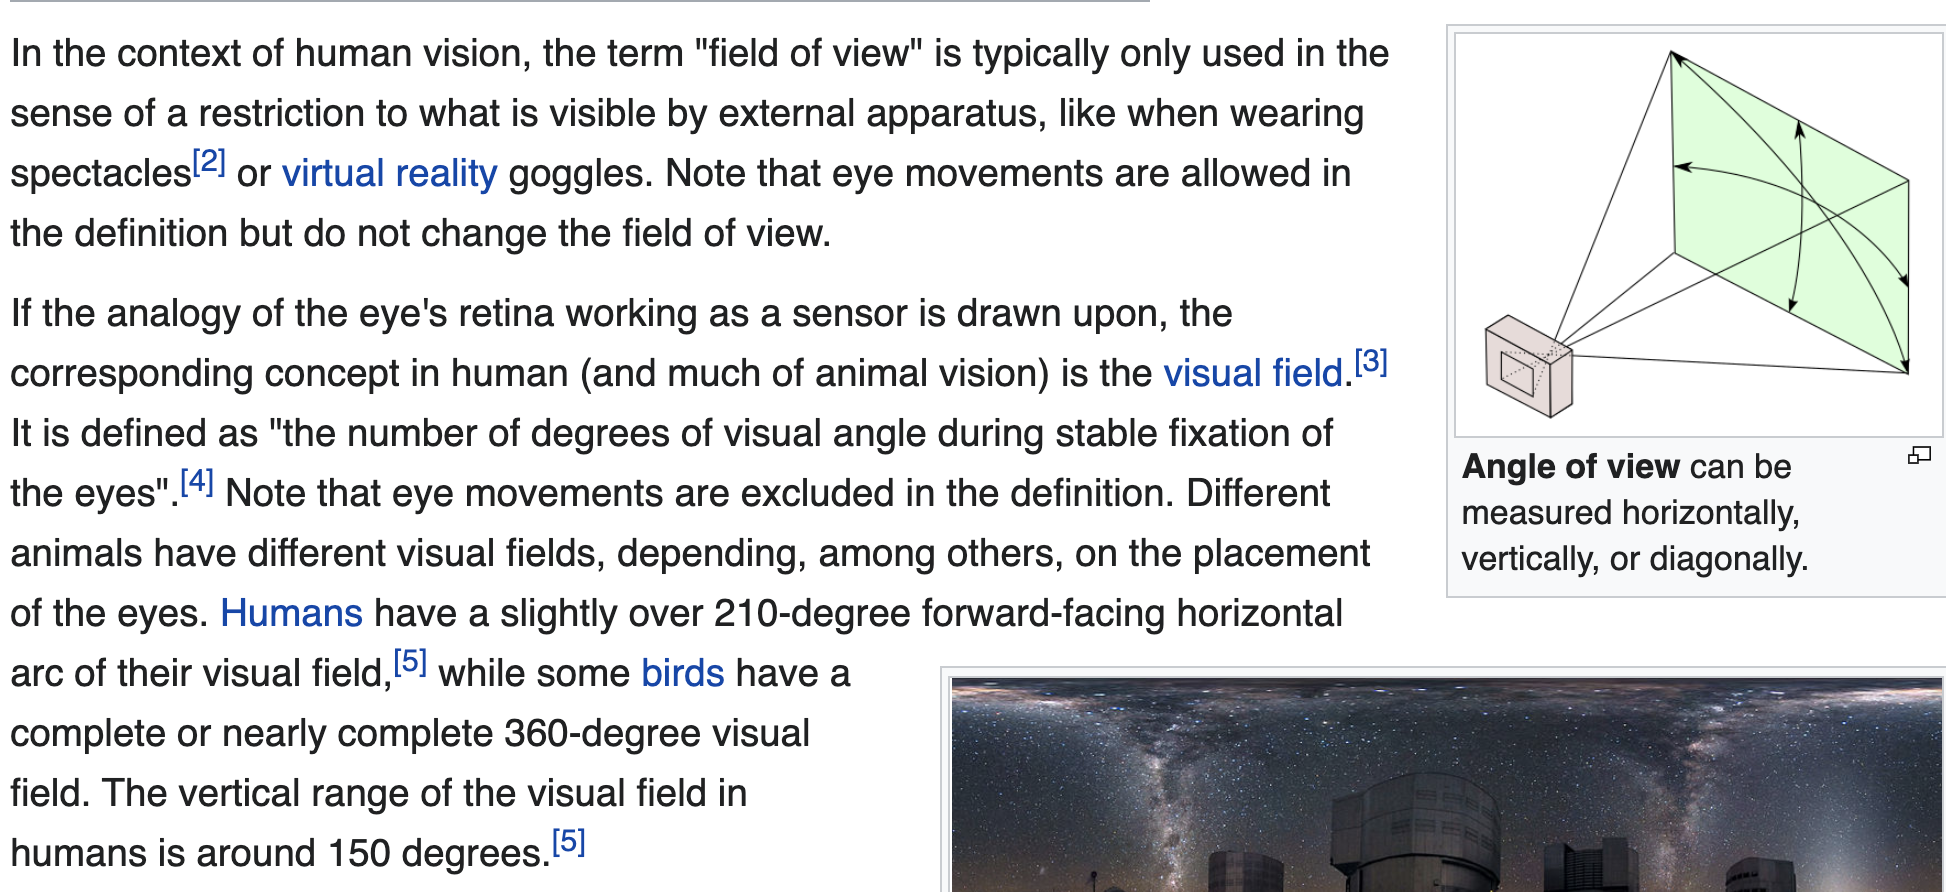 In the context of human vision, the term "field of view" is typically only used in the
sense of a restriction to what is visible by external apparatus, like when wearing
spectacles[2] or virtual reality goggles. Note that eye movements are allowed in
the definition but do not change the field of view.
If the analogy of the eye's retina working as a sensor is drawn upon, the
corresponding concept in human (and much of animal vision) is the visual field.[3]
It is defined as "the number of degrees of visual angle during stable fixation of
the eyes".[4] Note that eye movements are excluded in the definition. Different
animals have different visual fields, depending, among others, on the placement
of the eyes. Humans have a slightly over 210-degree forward-facing horizontal
arc of their visual field,[5] while some birds have a
complete or nearly complete 360-degree visual
field. The vertical range of the visual field in
humans is around 150 degrees.[5]
Angle of view can be
measured horizontally,
vertically, or diagonally.